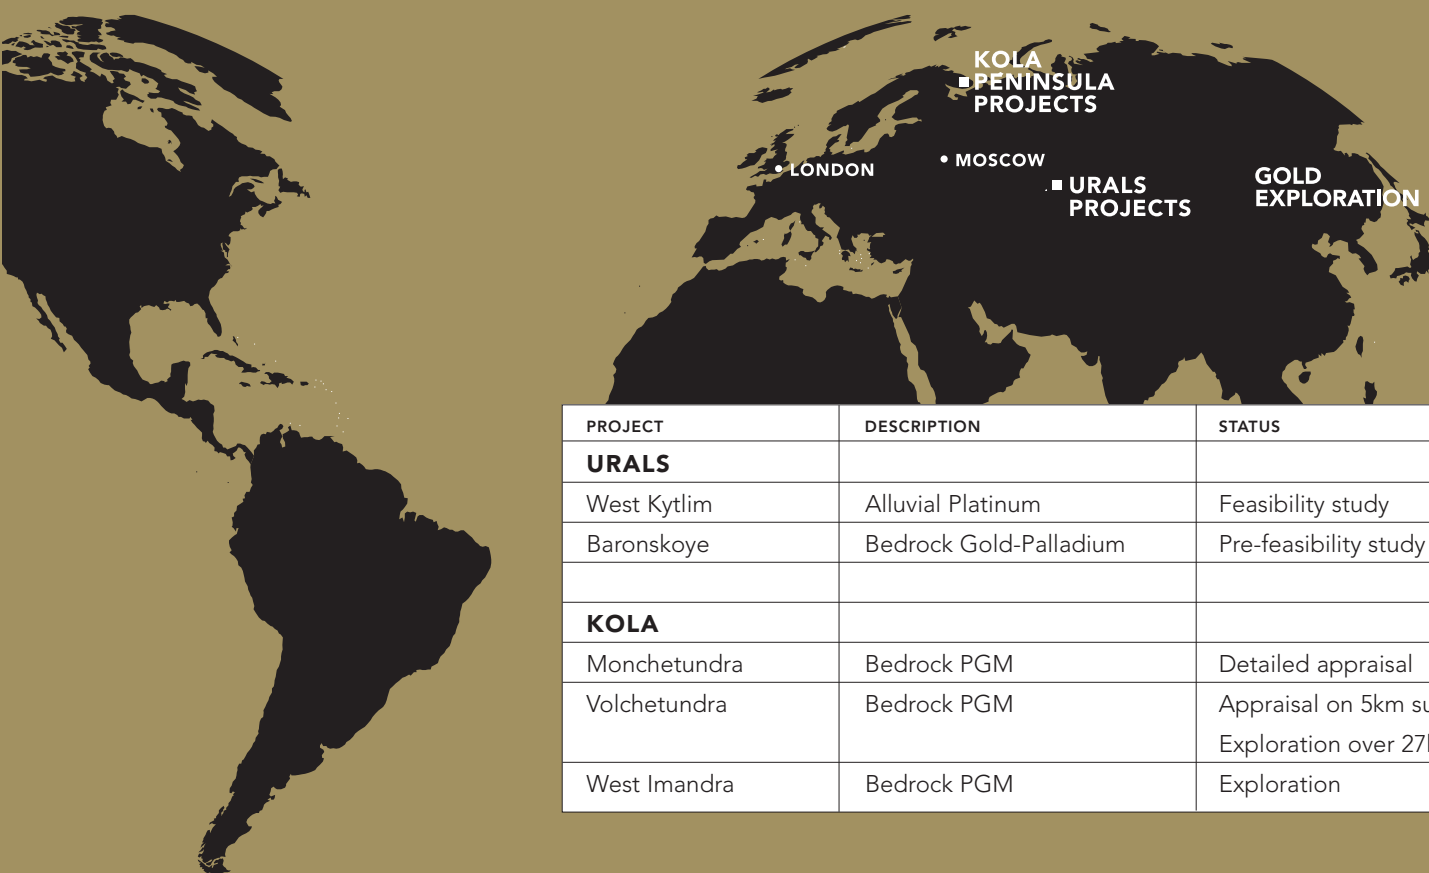 KOLA
PENINSULA
PROJECTS
LONDON
MOSCOW
URALS
PROJECTS
GOLD
EXPLORATION
PROJECT DESCRIPTION STATUS
URALS
West Kytlim Alluvial Platinum Feasibility study
Baronskoye Bedrock Gold-Palladium Pre-feasibility study
KOLA
Monchetundra Bedrock PGM Detailed appraisal
Volchetundra Bedrock PGM Appraisal on 5km
Exploration over
West Imandra Bedrock PGM Exploration